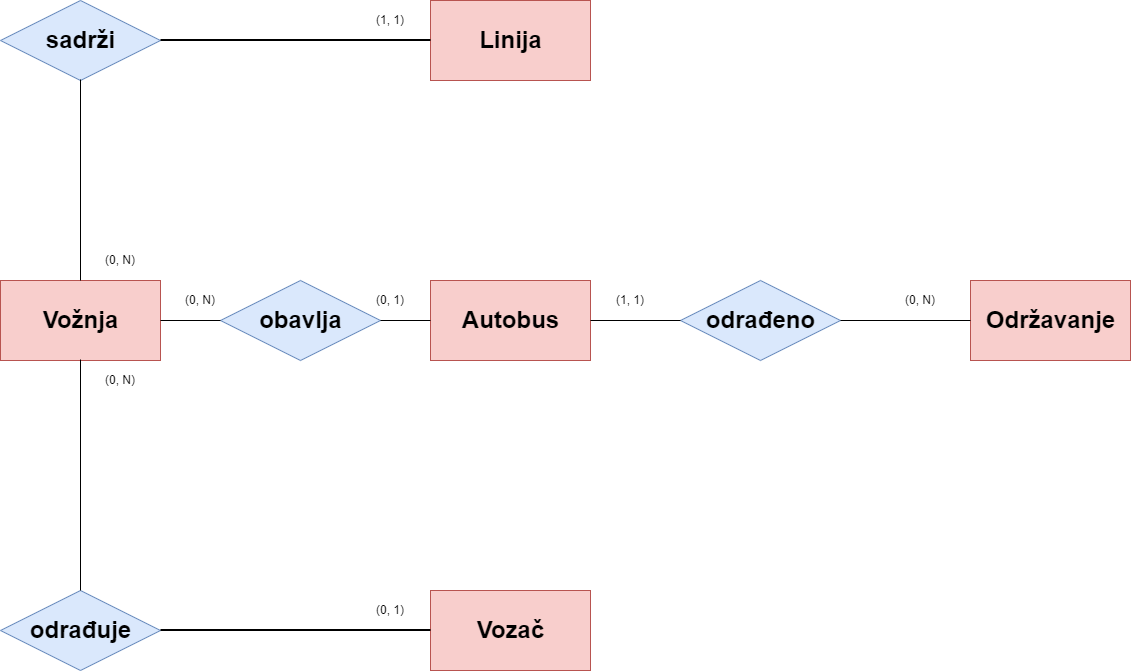 sadrži
(1, 1)
Linija
(0, N)
Vožnja
(0, N)
obavlja
(0, 1)
Autobus
(1, 1)
odrađeno
(0, N)
Održavanje
(0, N)
odrađuje
(0, 1)
Vozač